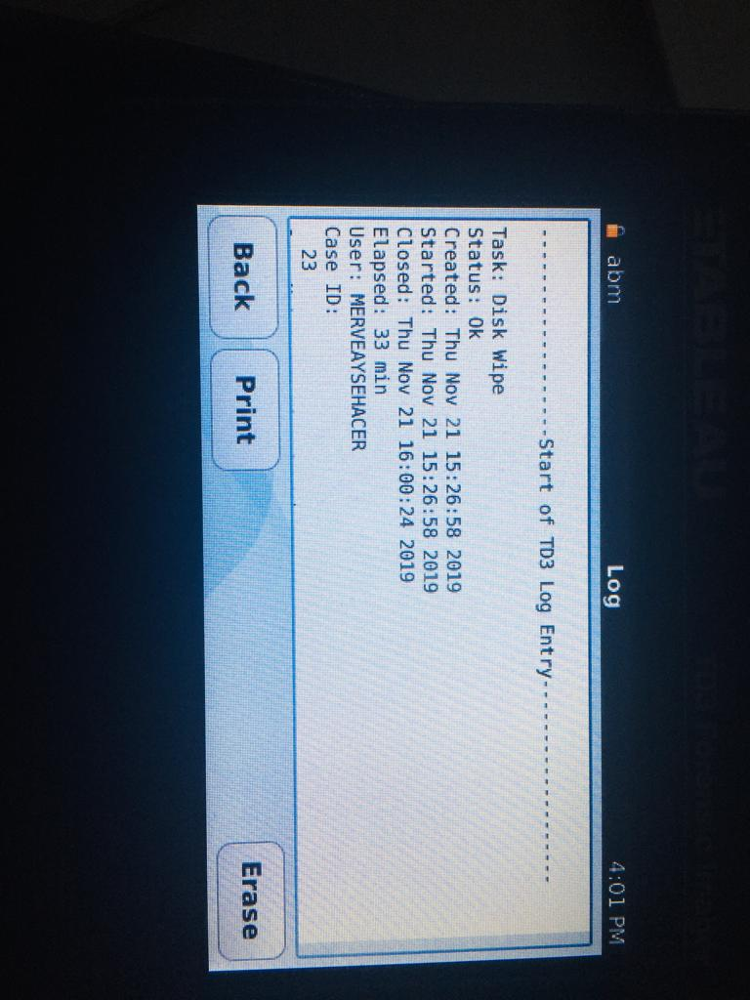 TABLEAU
abm
Log
4:01 PM
------------------------Start of TD3 Log Entry------------------------
Task: Disk Wipe
Status: Ok
Created: Thu Nov 21 15:26:58 2019
Started: Thu Nov 21 15:26:58 2019
Closed: Thu Nov 21 16:00:24 2019
Elapsed: 33 min
User: MERVEAYSEHACER
Case ID:
23
Back
Print
Erase